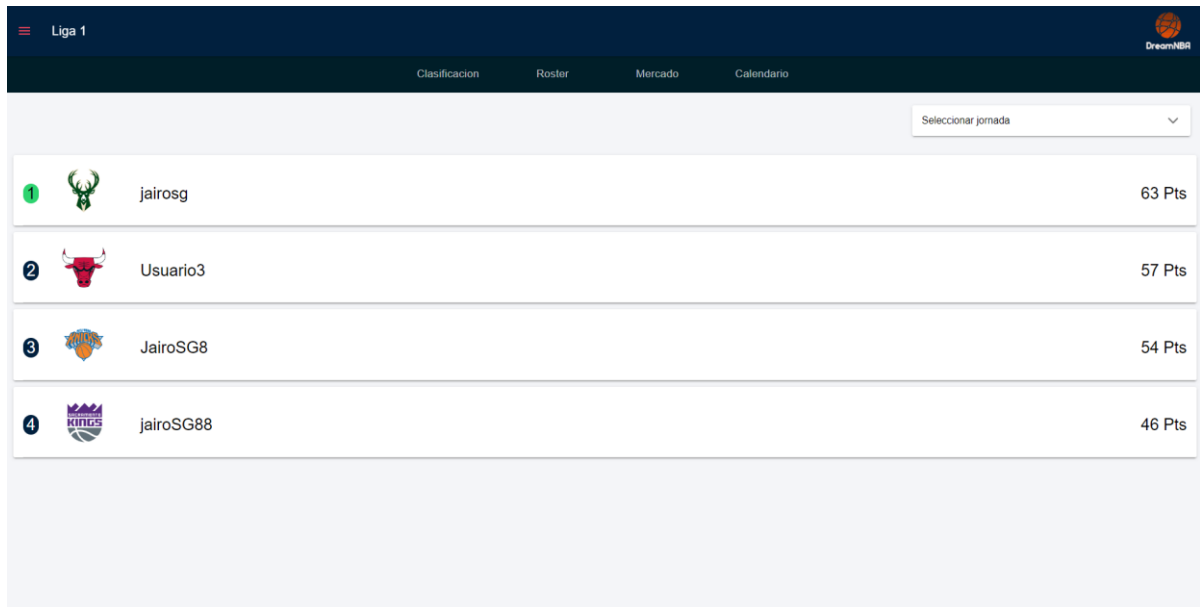 Liga 1
DreamNBA
Clasificacion Roster Mercado Calendario
Seleccionar jornada
1 jairosg 63 Pts
2 Usuario3 57 Pts
3 JairoSG8 54 Pts
4 SACRAMENTO KINGS jairoSG88 46 Pts